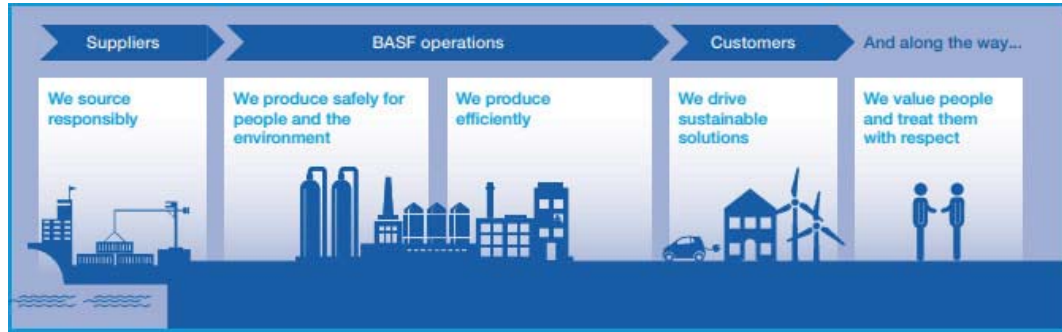 Suppliers
BASF operations
Customers
And along the way...
We source
responsibly
We produce safely for
people and the
environment
We produce
efficiently
We drive
sustainable
solutions
We value people
and treat them
with respect